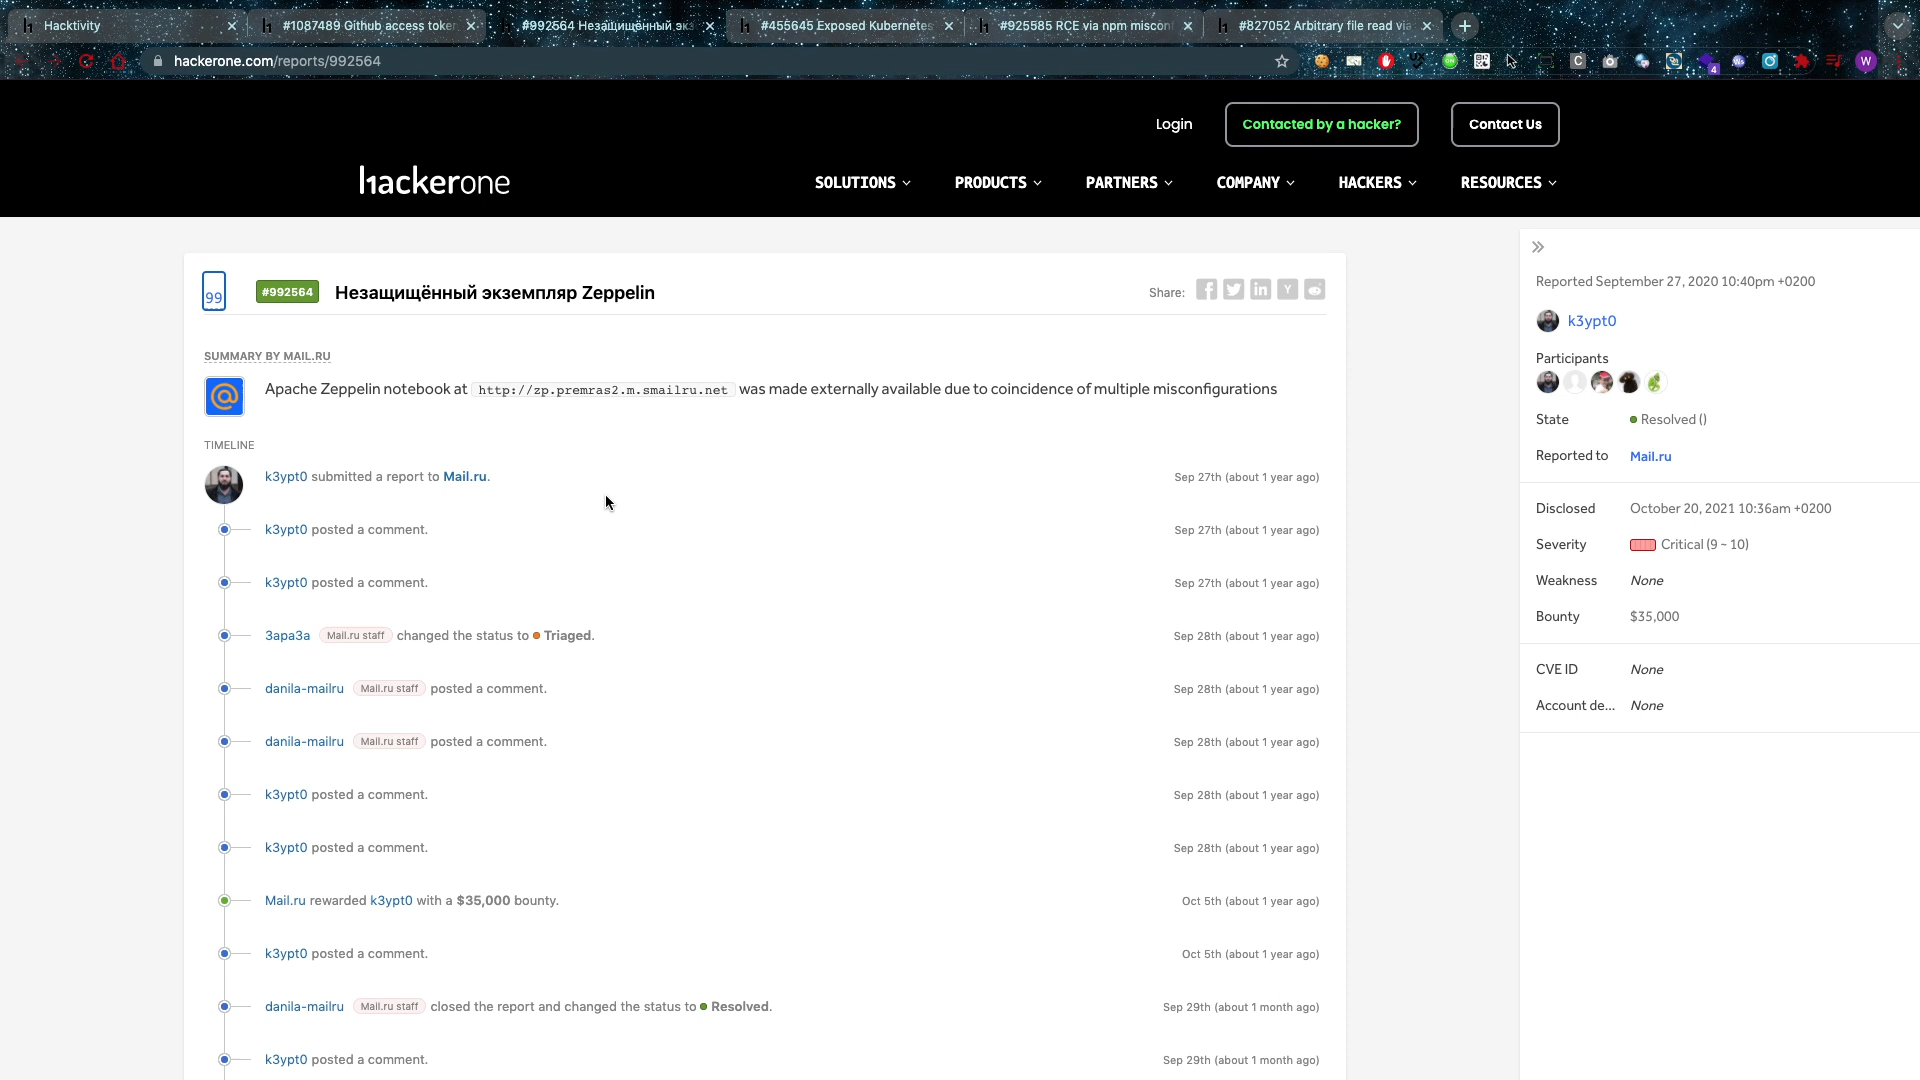 Hacktivity
#1087489 Github access toke
#992564 Незащищённый эк
#455645 Exposed Kubernetes
#925585 RCE via npm miscon
#827052 Arbitrary file read via
hackerone.com/reports/992564
4
W
Login
Contacted by a hacker?
Contact Us
hackerone
SOLUTIONS
PRODUCTS
PARTNERS
COMPANY
HACKERS
RESOURCES
99
#992564
Незащищённый экземпляр Zeppelin
Share:
SUMMARY BY MAIL.RU
Apache Zeppelin notebook at http://zp.premras2.m.smailru.net was made externally available due to coincidence of multiple misconfigurations
TIMELINE
k3ypt0 submitted a report to Mail.ru.
Sep 27th (about 1 year ago)
k3ypt0 posted a comment.
Sep 27th (about 1 year ago)
k3ypt0 posted a comment.
Sep 27th (about 1 year ago)
3apa3a Mail.ru staff changed the status to Triaged.
Sep 28th (about 1 year ago)
danila-mailru Mail.ru staff posted a comment.
Sep 28th (about 1 year ago)
danila-mailru Mail.ru staff posted a comment.
Sep 28th (about 1 year ago)
k3ypt0 posted a comment.
Sep 28th (about 1 year ago)
k3ypt0 posted a comment.
Sep 28th (about 1 year ago)
Mail.ru rewarded k3ypt0 with a $35,000 bounty.
Oct 5th (about 1 year ago)
k3ypt0 posted a comment.
Oct 5th (about 1 year ago)
danila-mailru Mail.ru staff closed the report and changed the status to Resolved.
Sep 29th (about 1 month ago)
k3ypt0 posted a comment.
Sep 29th (about 1 month ago)
Reported September 27, 2020 10:40pm +0200
k3ypt0
Participants
State
Resolved ()
Reported to
Mail.ru
Disclosed
October 20, 2021 10:36am +0200
Severity
Critical (9 ~ 10)
Weakness
None
Bounty
$35,000
CVE ID
None
Account de...
None